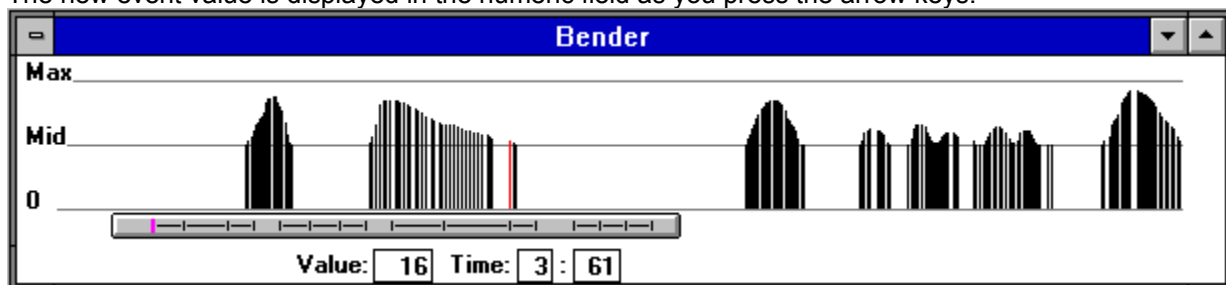 The new event value is displayed in the numeric field as you press the arrow keys.
Bender
Max
Mid
0
Value: 16 Time: 3 : 61